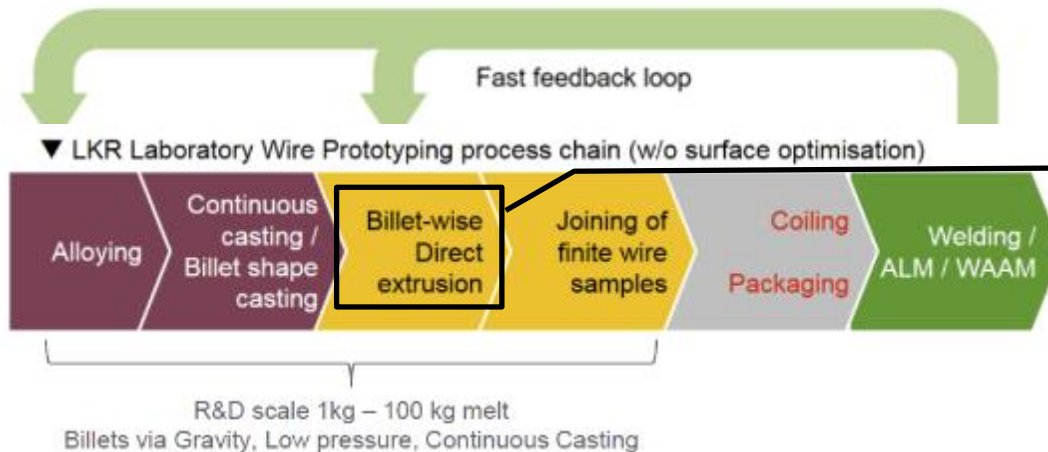 Fast feedback loop
▼ LKR Laboratory Wire Prototyping process chain (w/o surface optimisation)
Alloying
Continuous
casting /
Billet shape
casting
Billet-wise
Direct
extrusion
Joining of
finite wire
samples
Coiling
Packaging
Welding /
ALM / WAAM
R&D scale 1kg – 100 kg melt
Billets via Gravity, Low pressure, Continuous Casting